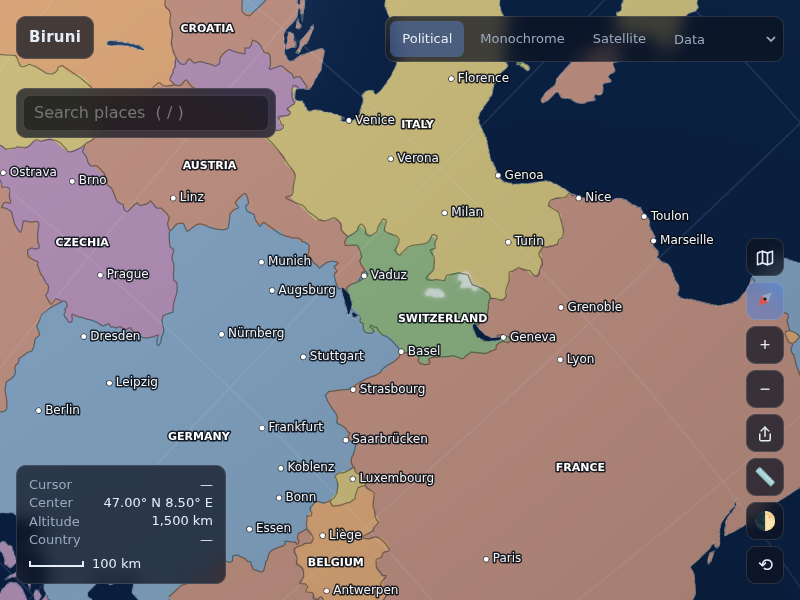 Biruni
Political
Monochrome
Satellite
Data
Search places ( / )
CROATIA
Florence
Venice
ITALY
Verona
AUSTRIA
Ostrava
Brno
Linz
Genoa
Nice
Milan
Toulon
Turin
Marseille
CZECHIA
Prague
Munich
Vaduz
Augsburg
Grenoble
SWITZERLAND
Dresden
Nürnberg
Geneva
Stuttgart
Basel
Lyon
Leipzig
Strasbourg
Berlin
Frankfurt
GERMANY
Saarbrücken
Koblenz
FRANCE
Luxembourg
Bonn
Essen
Liège
Paris
BELGIUM
Antwerpen
Cursor —
Center 47.00° N 8.50° E
Altitude 1,500 km
Country —
100 km
+
−